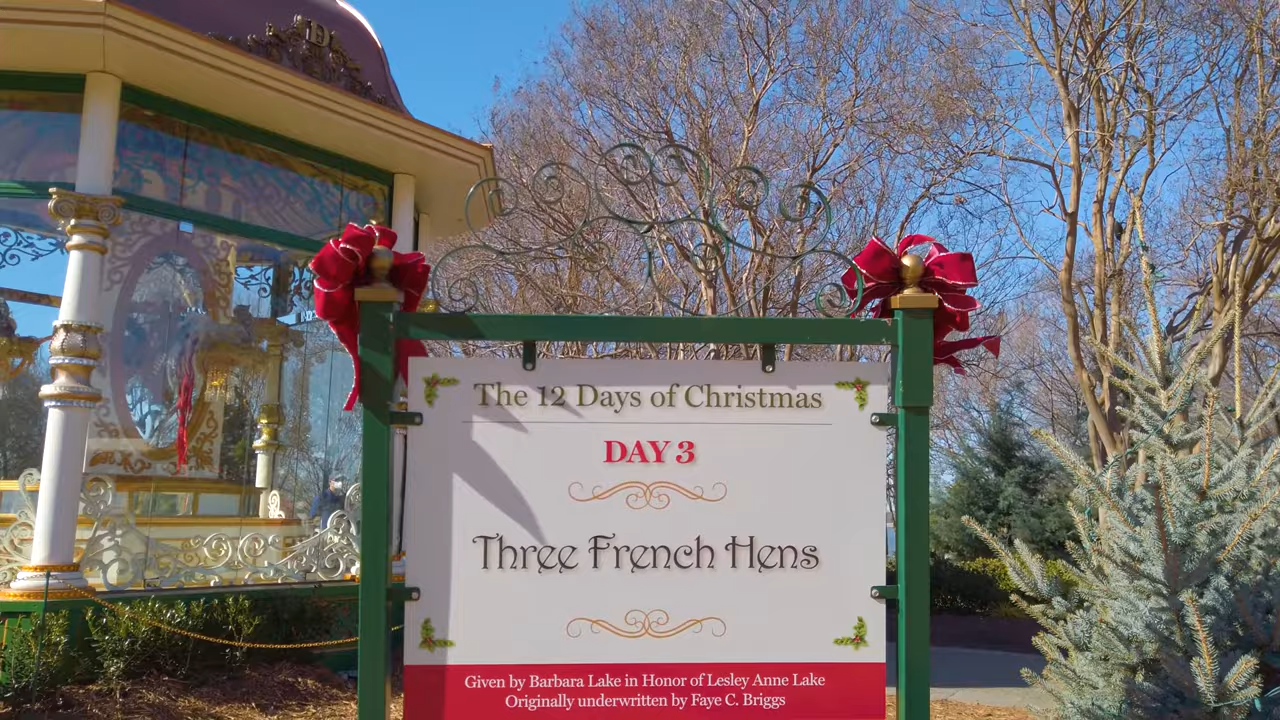 D
The 12 Days of Christmas
DAY 3
Three French Hens
Given by Barbara Lake in Honor of Lesley Anne Lake
Originally underwritten by Faye C. Briggs